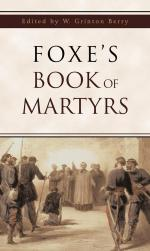 Edited by W. Grinton Berry
FOXE'S
BOOK OF
MARTYRS